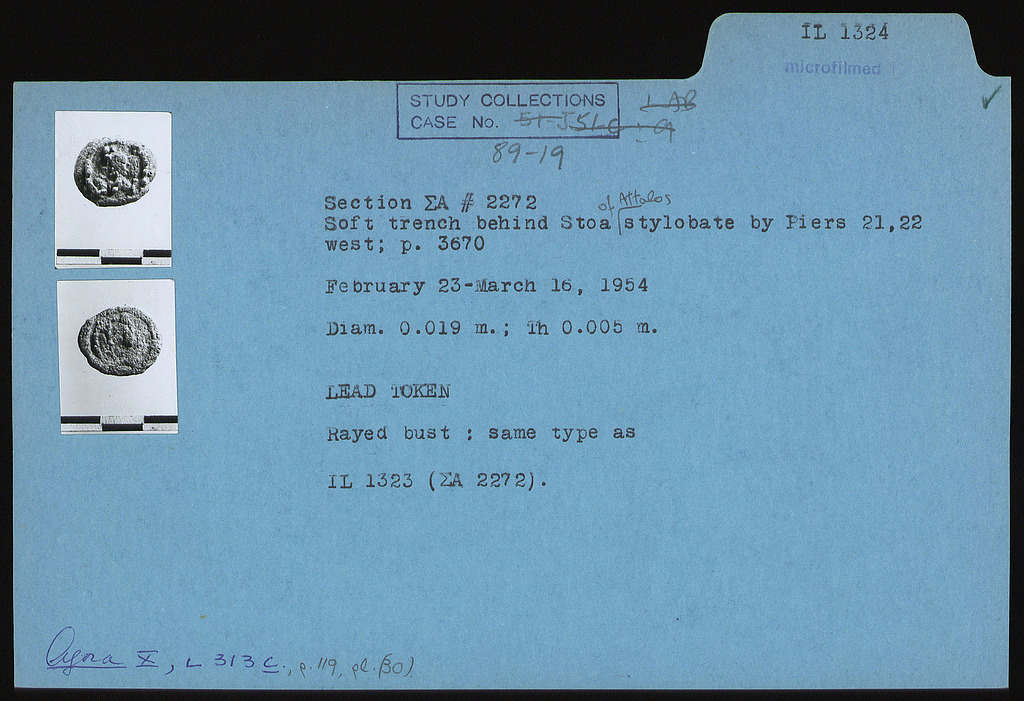 IL 1324
microfilmed
✓
STUDY COLLECTIONS
CASE No.
LAB
89-19
Section ΣA # 2272
Soft trench behind Stoa of Attalos stylobate by Piers 21,22
west; p. 3670
February 23-March 16, 1954
Diam. 0.019 m.; Th 0.005 m.
LEAD TOKEN
Rayed bust : same type as
IL 1323 (ΣA 2272).
Agora X, L 313 c., p. 119, pl. (30)